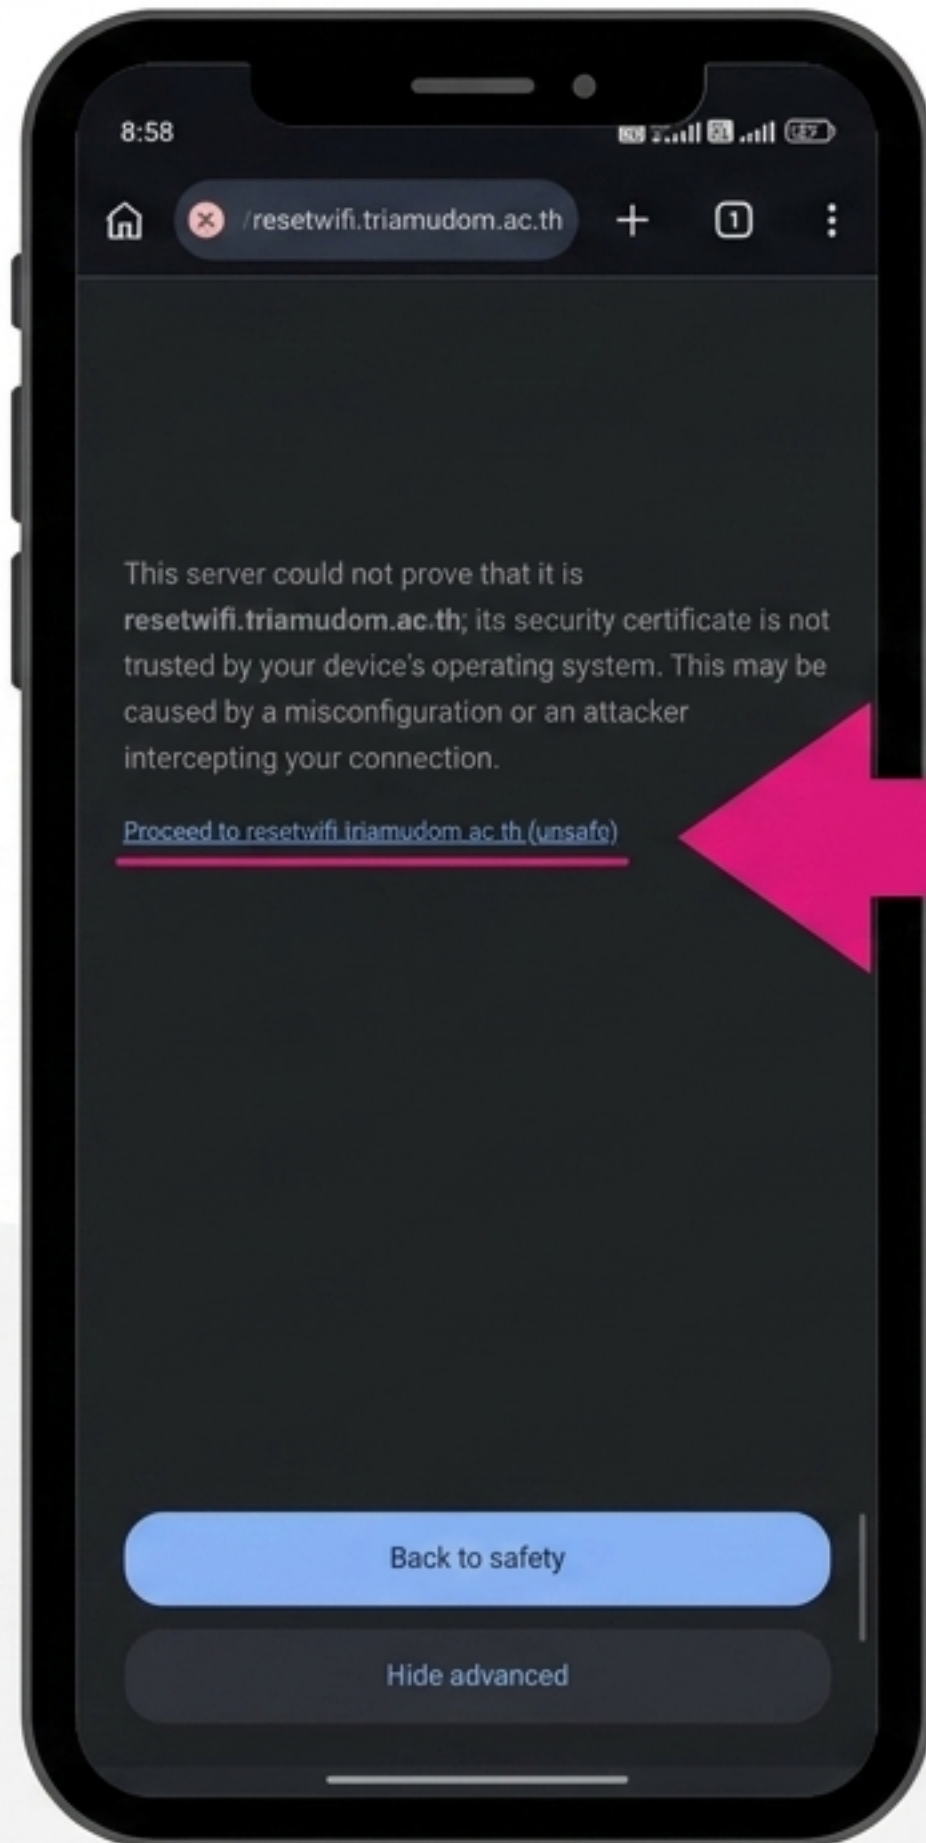 8:58
/resetwifi.triamudom.ac.th
1
This server could not prove that it is
resetwifi.triamudom.ac.th; its security certificate is not
trusted by your device's operating system. This may be
caused by a misconfiguration or an attacker
intercepting your connection.
Proceed to resetwifi iriamudom ac th (unsafe)
Back to safety
Hide advanced